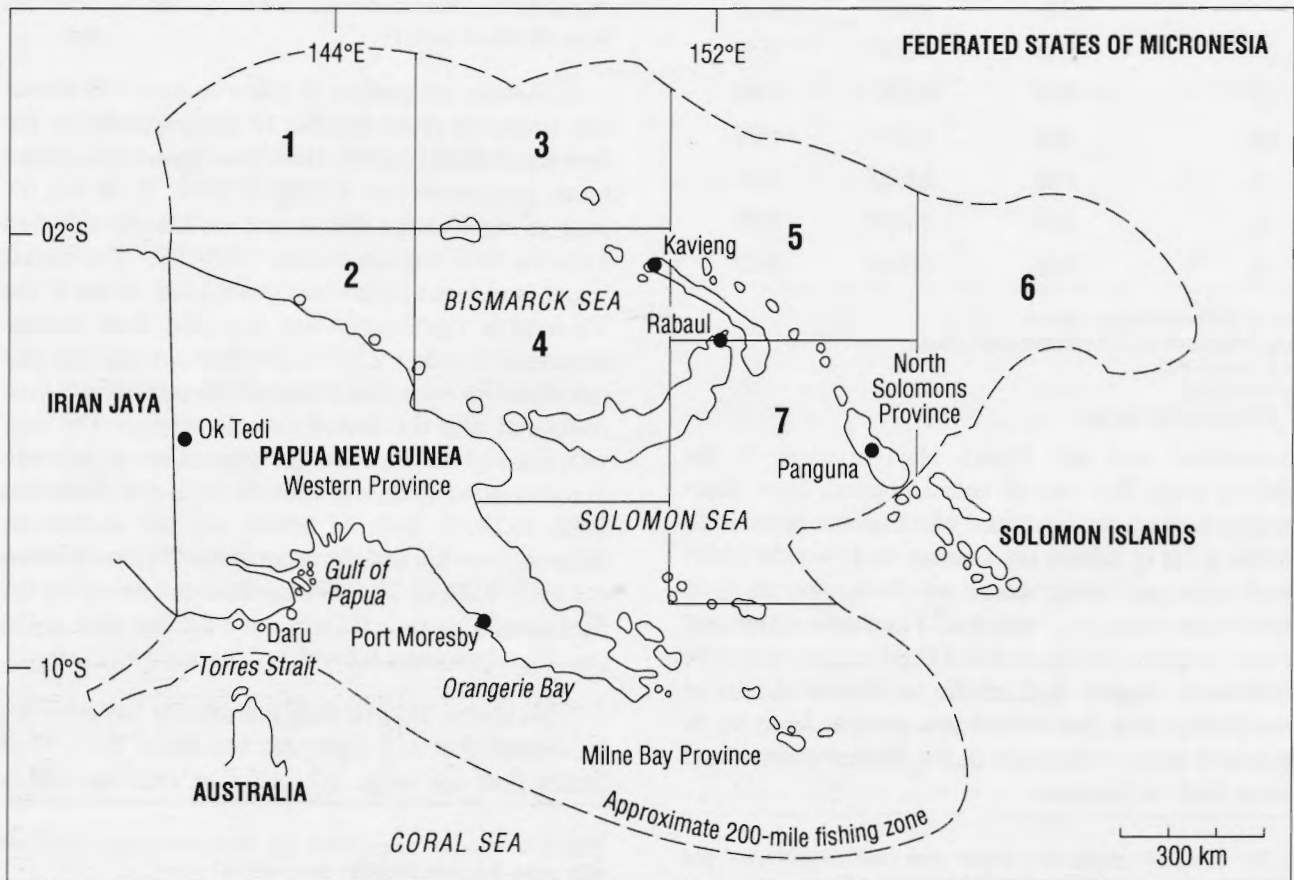 144°E
152°E
FEDERATED STATES OF MICRONESIA
1
3
02°S
Kavieng
5
2
BISMARCK SEA
6
Rabaul
4
North
Solomons
Province
IRIAN JAYA
Ok Tedi
7
PAPUA NEW GUINEA
Western Province
Panguna
SOLOMON SEA
SOLOMON ISLANDS
Gulf of
Papua
Daru
Port Moresby
10°S
Torres Strait
Orangerie Bay
Milne Bay Province
AUSTRALIA
Approximate 200-mile fishing zone
CORAL SEA
300 km